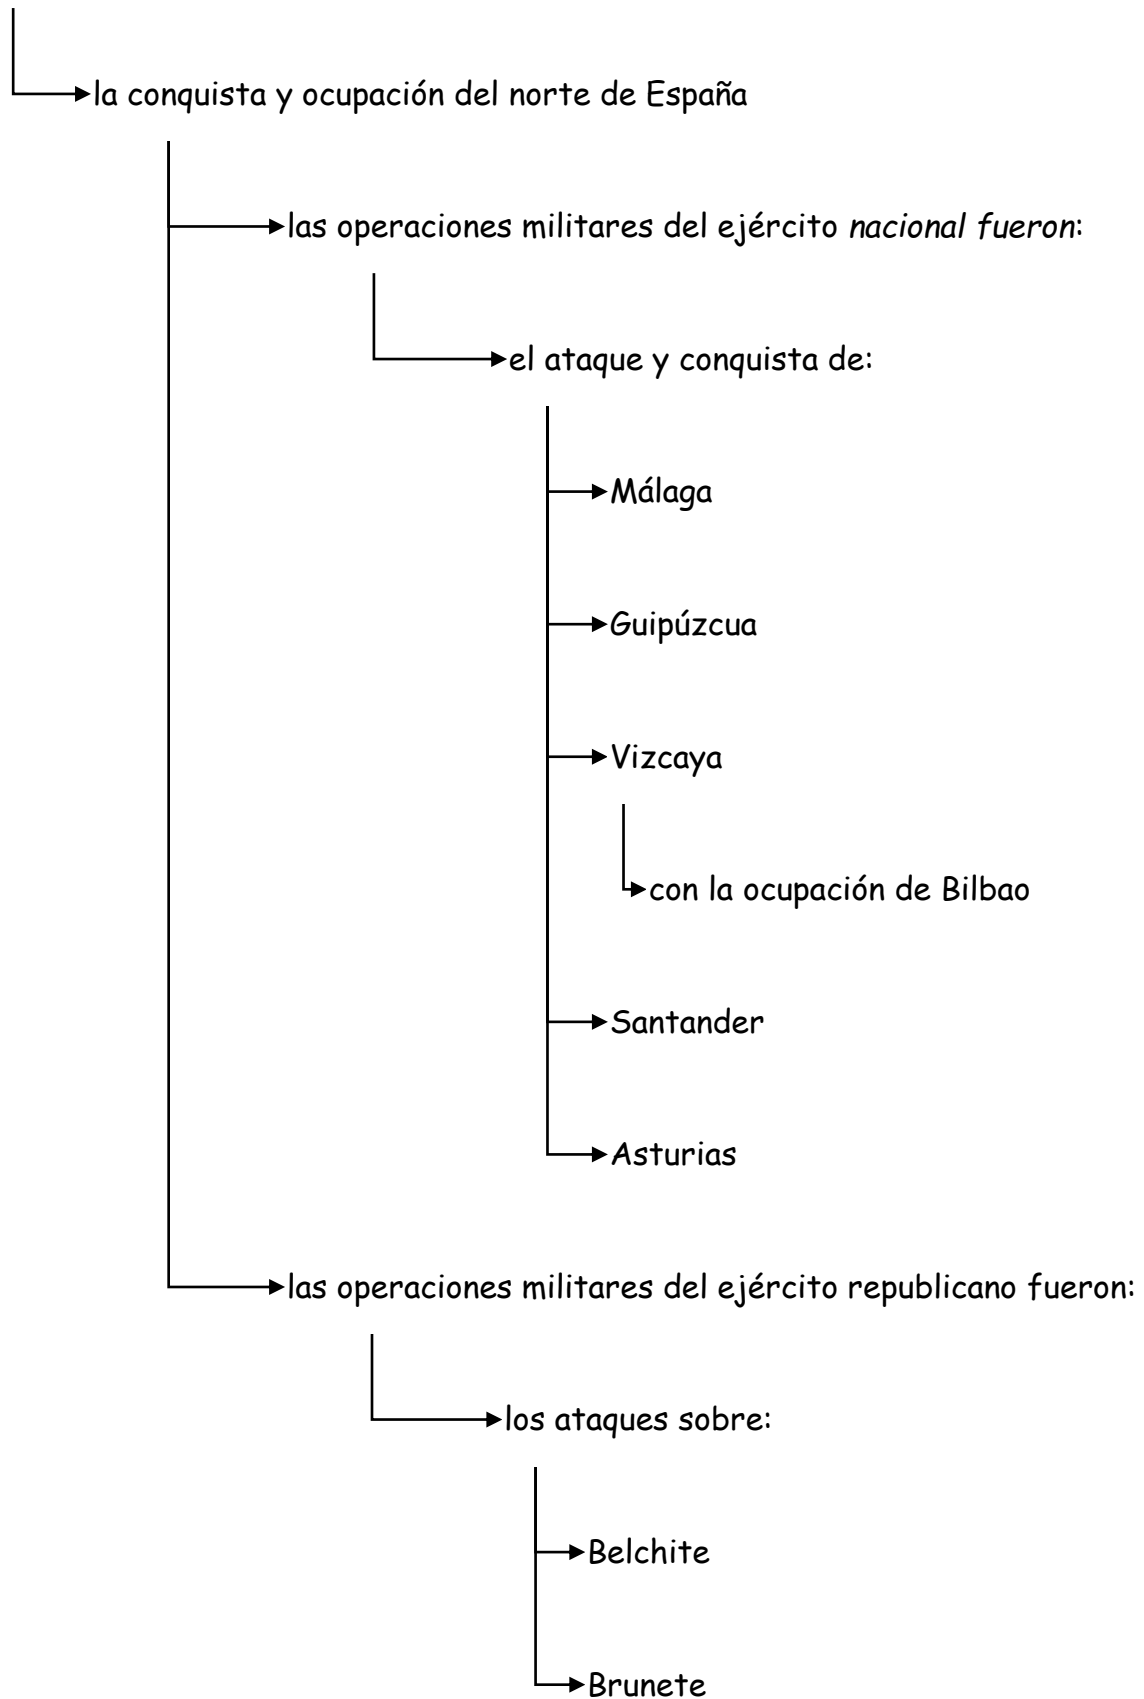 la conquista y ocupación del norte de España
las operaciones militares del ejército nacional fueron:
el ataque y conquista de:
Málaga
Guipúzcua
Vizcaya
con la ocupación de Bilbao
Santander
Asturias
las operaciones militares del ejército republicano fueron:
los ataques sobre:
Belchite
Brunete